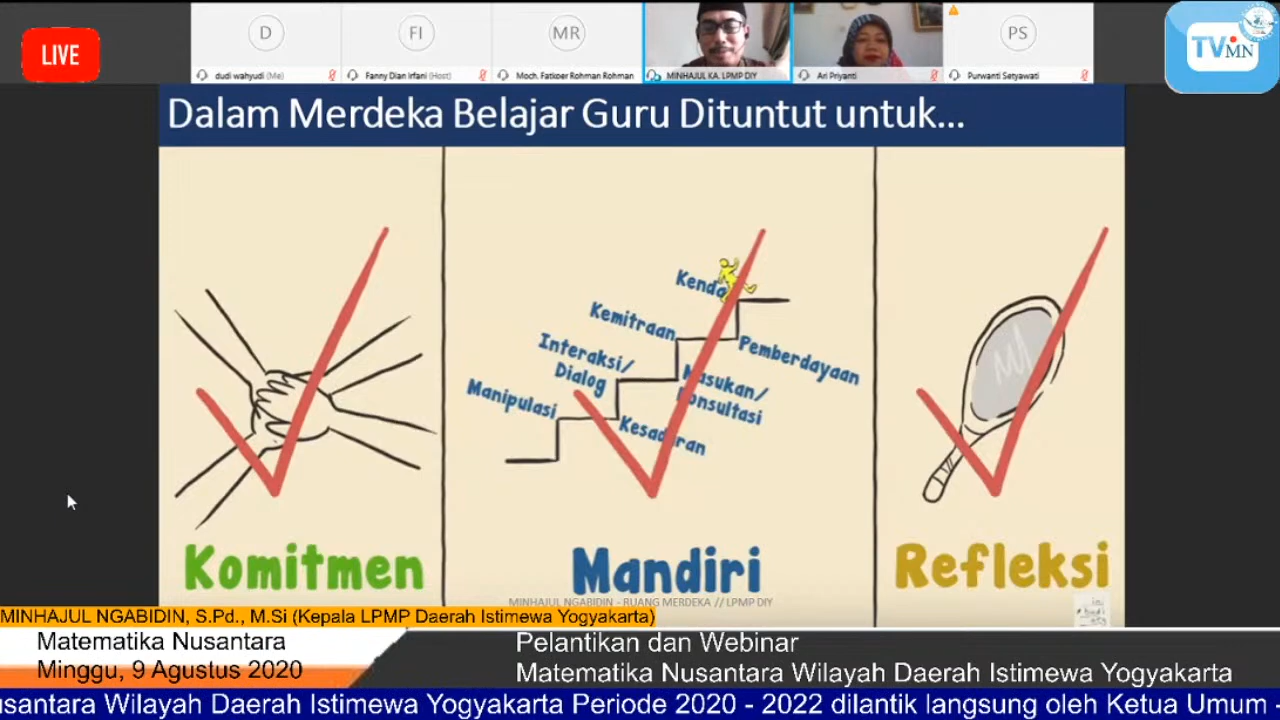 LIVE
D
FI
MR
PS
TVMN
dudi wahyudi (Me)
Fanny Dian Irfani (Host)
Moch. Fatkoer Rohman Rohman
MINHAJUL KA. LPMP DIY
Ari Priyanti
Purwanti Setyawati
Dalam Merdeka Belajar Guru Dituntut untuk...
Kenda
Kemitraan
Pemberdayaan
Interaksi/
Dialog
Masukan/
Konsultasi
Manipulasi
Kesadaran
Komitmen
Mandiri
Refleksi
MINHAJUL NGABIDIN - RUANG MERDEKA // LPMP DIY
MINHAJUL NGABIDIN, S.Pd., M.Si (Kepala LPMP Daerah Istimewa Yogyakarta)
Matematika Nusantara
Minggu, 9 Agustus 2020
Pelantikan dan Webinar
Matematika Nusantara Wilayah Daerah Istimewa Yogyakarta
usantara Wilayah Daerah Istimewa Yogyakarta Periode 2020 - 2022 dilantik langsung oleh Ketua Umum -